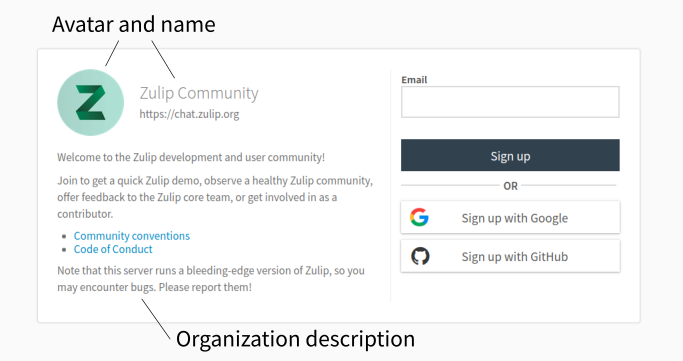 Avatar and name
Zulip Community
https://chat.zulip.org
Welcome to the Zulip development and user community!
Join to get a quick Zulip demo, observe a healthy Zulip community,
offer feedback to the Zulip core team, or get involved in as a
contributor.
Community conventions
Code of Conduct
Note that this server runs a bleeding-edge version of Zulip, so you
may encounter bugs. Please report them!
Email
Sign up
OR
Sign up with Google
Sign up with GitHub
Organization description